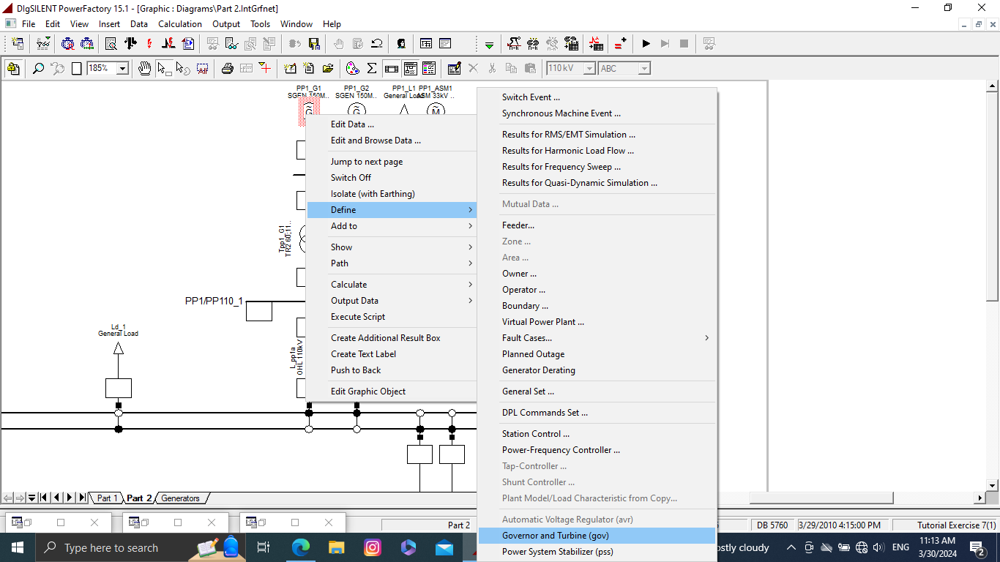 DIgSILENT PowerFactory 15.1 - [Graphic : Diagrams\Part 2.IntGrfnet]
File Edit View Insert Data Calculation Output Tools Window Help
185%
110 kV
ABC
PP1_G1 PP1_G2 PP1_L1 PP1_ASM1
SGEN 150M.. SGEN 150M.. General Load ASM 33kV ..
G G M
Edit Data ...
Edit and Browse Data ...
Jump to next page
Switch Off
Isolate (with Earthing)
Define
Add to
Show
Path
Calculate
Output Data
Execute Script
Create Additional Result Box
Create Text Label
Push to Back
Edit Graphic Object
Switch Event ...
Synchronous Machine Event ...
Results for RMS/EMT Simulation ...
Results for Harmonic Load Flow ...
Results for Frequency Sweep ...
Results for Quasi-Dynamic Simulation ...
Mutual Data ...
Feeder...
Zone ...
Area ...
Owner ...
Operator ...
Boundary ...
Virtual Power Plant ...
Fault Cases...
Planned Outage
Generator Derating
General Set ...
DPL Commands Set ...
Station Control ...
Power-Frequency Controller ...
Tap-Controller ...
Shunt Controller ...
Plant Model/Load Characteristic from Copy...
Automatic Voltage Regulator (avr)
Governor and Turbine (gov)
Power System Stabilizer (pss)
Tpp1_G1
TR2 60;11..
PP1/PP110_1
Ld_1
General Load
L_pp1a
OHL 110kV
Part 1 Part 2 Generators
Part 2
DB 5760
3/29/2010 4:15:00 PM
Tutorial Exercise 7(1)
Type here to search
ostly cloudy
ENG
11:13 AM
3/30/2024
2